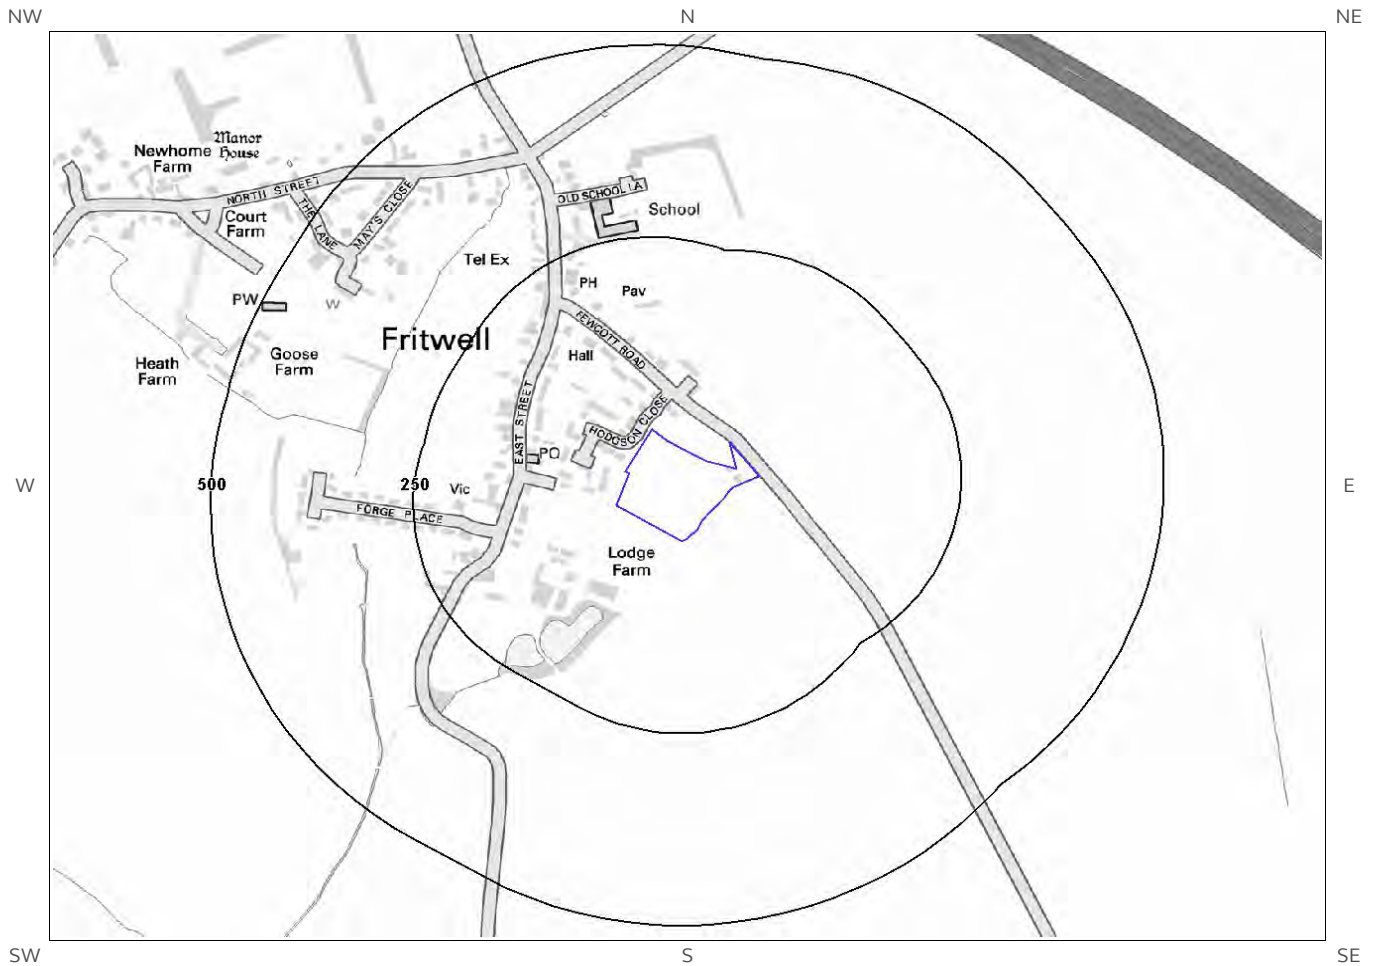 NW
N
NE
Manor
House
Newhome
Farm
NORTH STREET
OLD SCHOOL LA
THE LANE
MAY'S CLOSE
School
Court
Farm
Tel Ex
PH
Pav
PW
W
FEWCOTT ROAD
Fritwell
Heath
Farm
Goose
Farm
Hall
EAST STREET
HODGSON CLOSE
PO
W
500
250
Vic
E
FORGE PLACE
Lodge
Farm
SW
S
SE